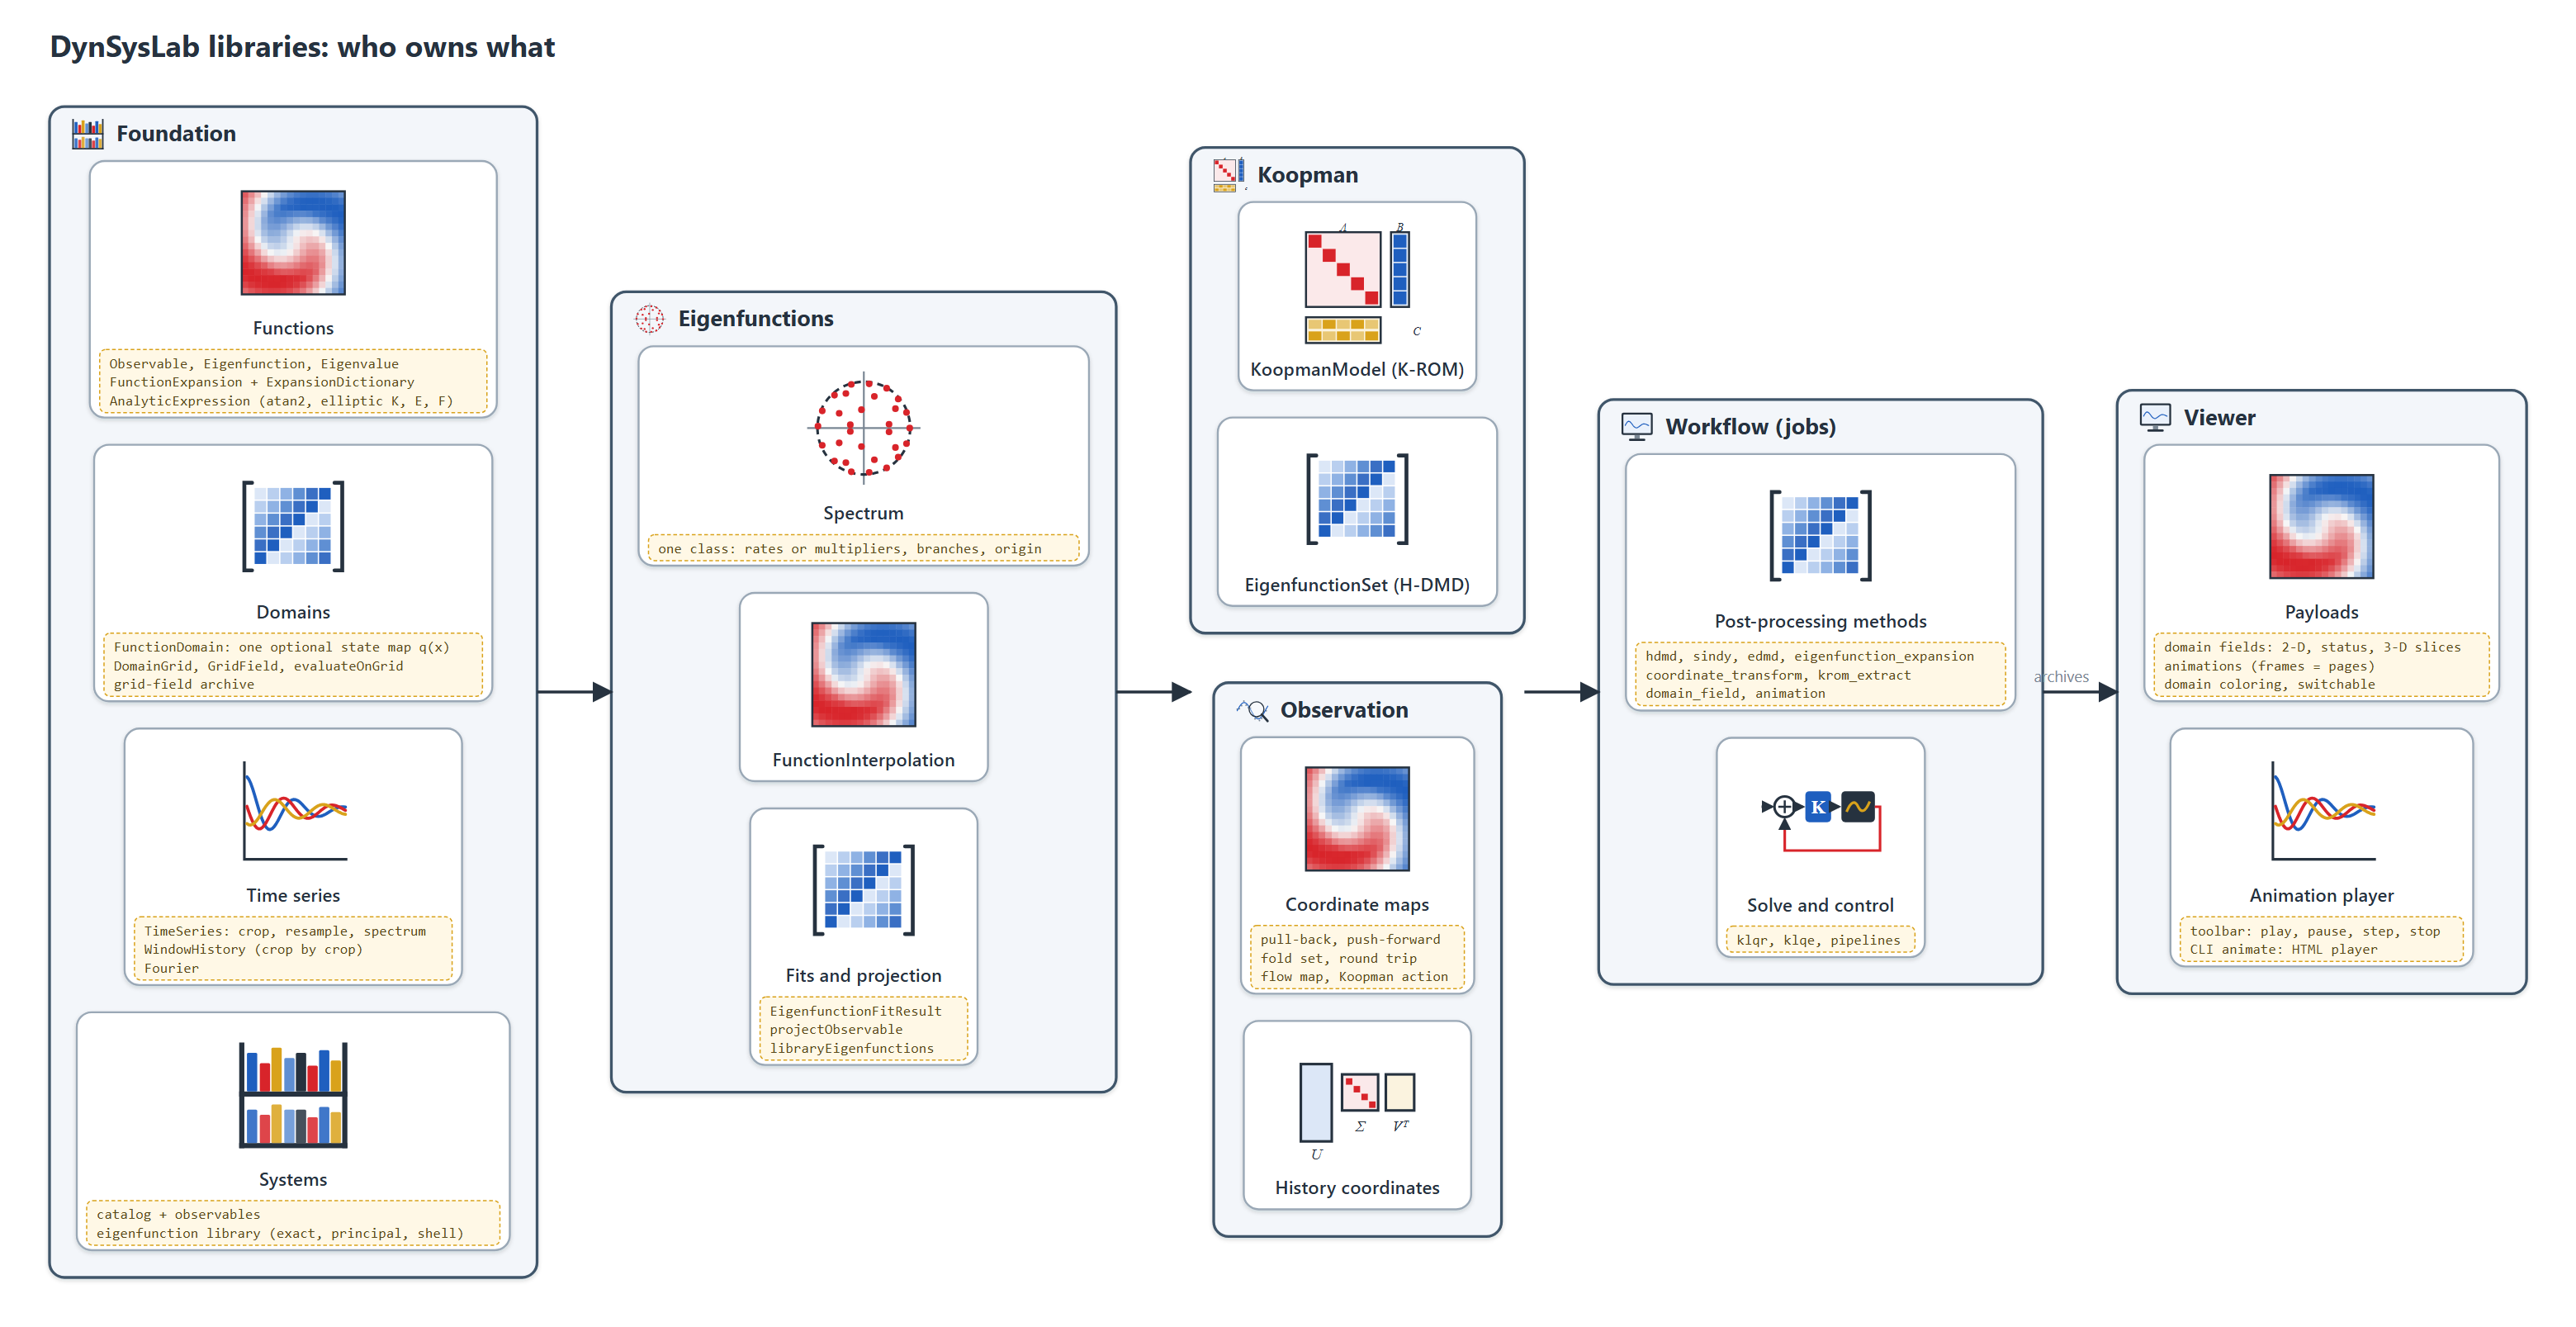 DynSysLab libraries: who owns what
Foundation
Functions
Observable, Eigenfunction, Eigenvalue
FunctionExpansion + ExpansionDictionary
AnalyticExpression (atan2, elliptic K, E, F)
Domains
FunctionDomain: one optional state map q(x)
DomainGrid, GridField, evaluateOnGrid
grid-field archive
Time series
TimeSeries: crop, resample, spectrum
WindowHistory (crop by crop)
Fourier
Systems
catalog + observables
eigenfunction library (exact, principal, shell)
Eigenfunctions
Spectrum
one class: rates or multipliers, branches, origin
FunctionInterpolation
Fits and projection
EigenfunctionFitResult
projectObservable
libraryEigenfunctions
Koopman
A
B
C
KoopmanModel (K-ROM)
EigenfunctionSet (H-DMD)
Observation
Coordinate maps
pull-back, push-forward
fold set, round trip
flow map, Koopman action
Σ
Vᵀ
U
History coordinates
Workflow (jobs)
Post-processing methods
hdmd, sindy, edmd, eigenfunction_expansion
coordinate_transform, krom_extract
domain_field, animation
K
Solve and control
klqr, klqe, pipelines
archives
Viewer
Payloads
domain fields: 2-D, status, 3-D slices
animations (frames = pages)
domain coloring, switchable
Animation player
toolbar: play, pause, step, stop
CLI animate: HTML player